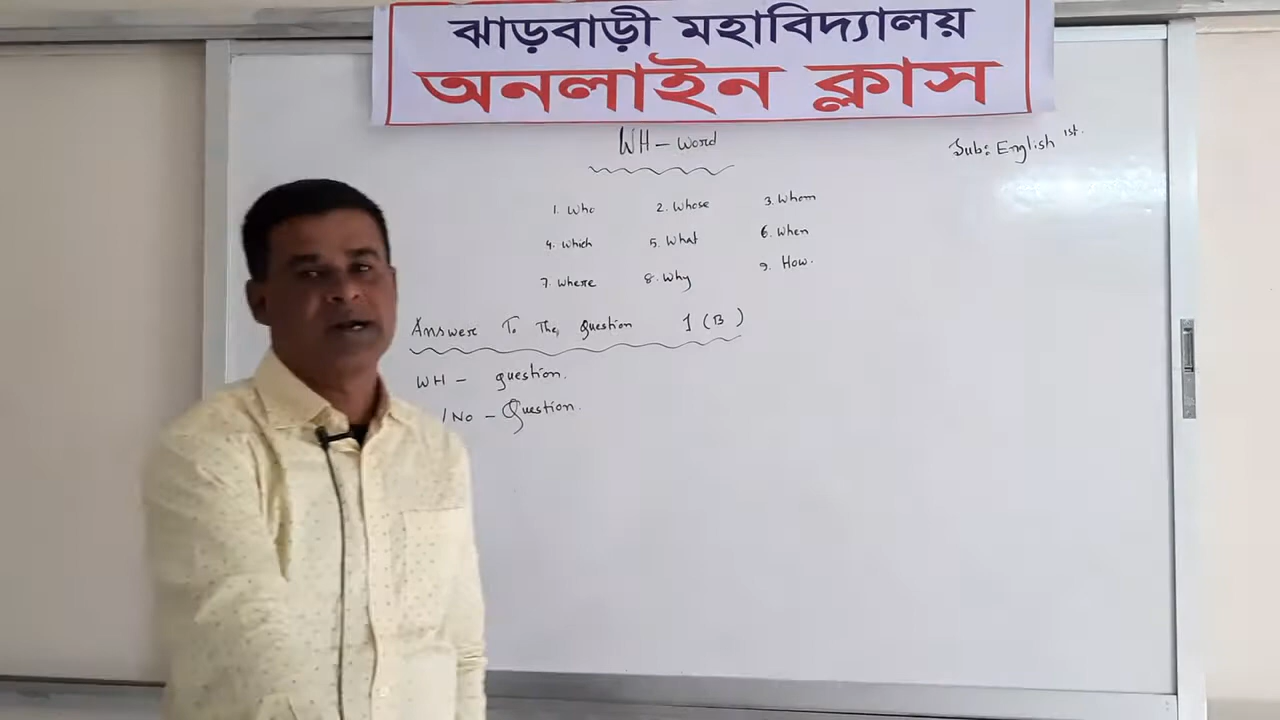 ঝাড়বাড়ী মহাবিদ্যালয়
অনলাইন ক্লাস
WH - word
Sub: English 1st.
1. Who 2. Whose 3. Whom
4. Which 5. What 6. When
7. Where 8. Why 9. How.
Answer To The Question 1 (B)
WH - question.
/No - Question.